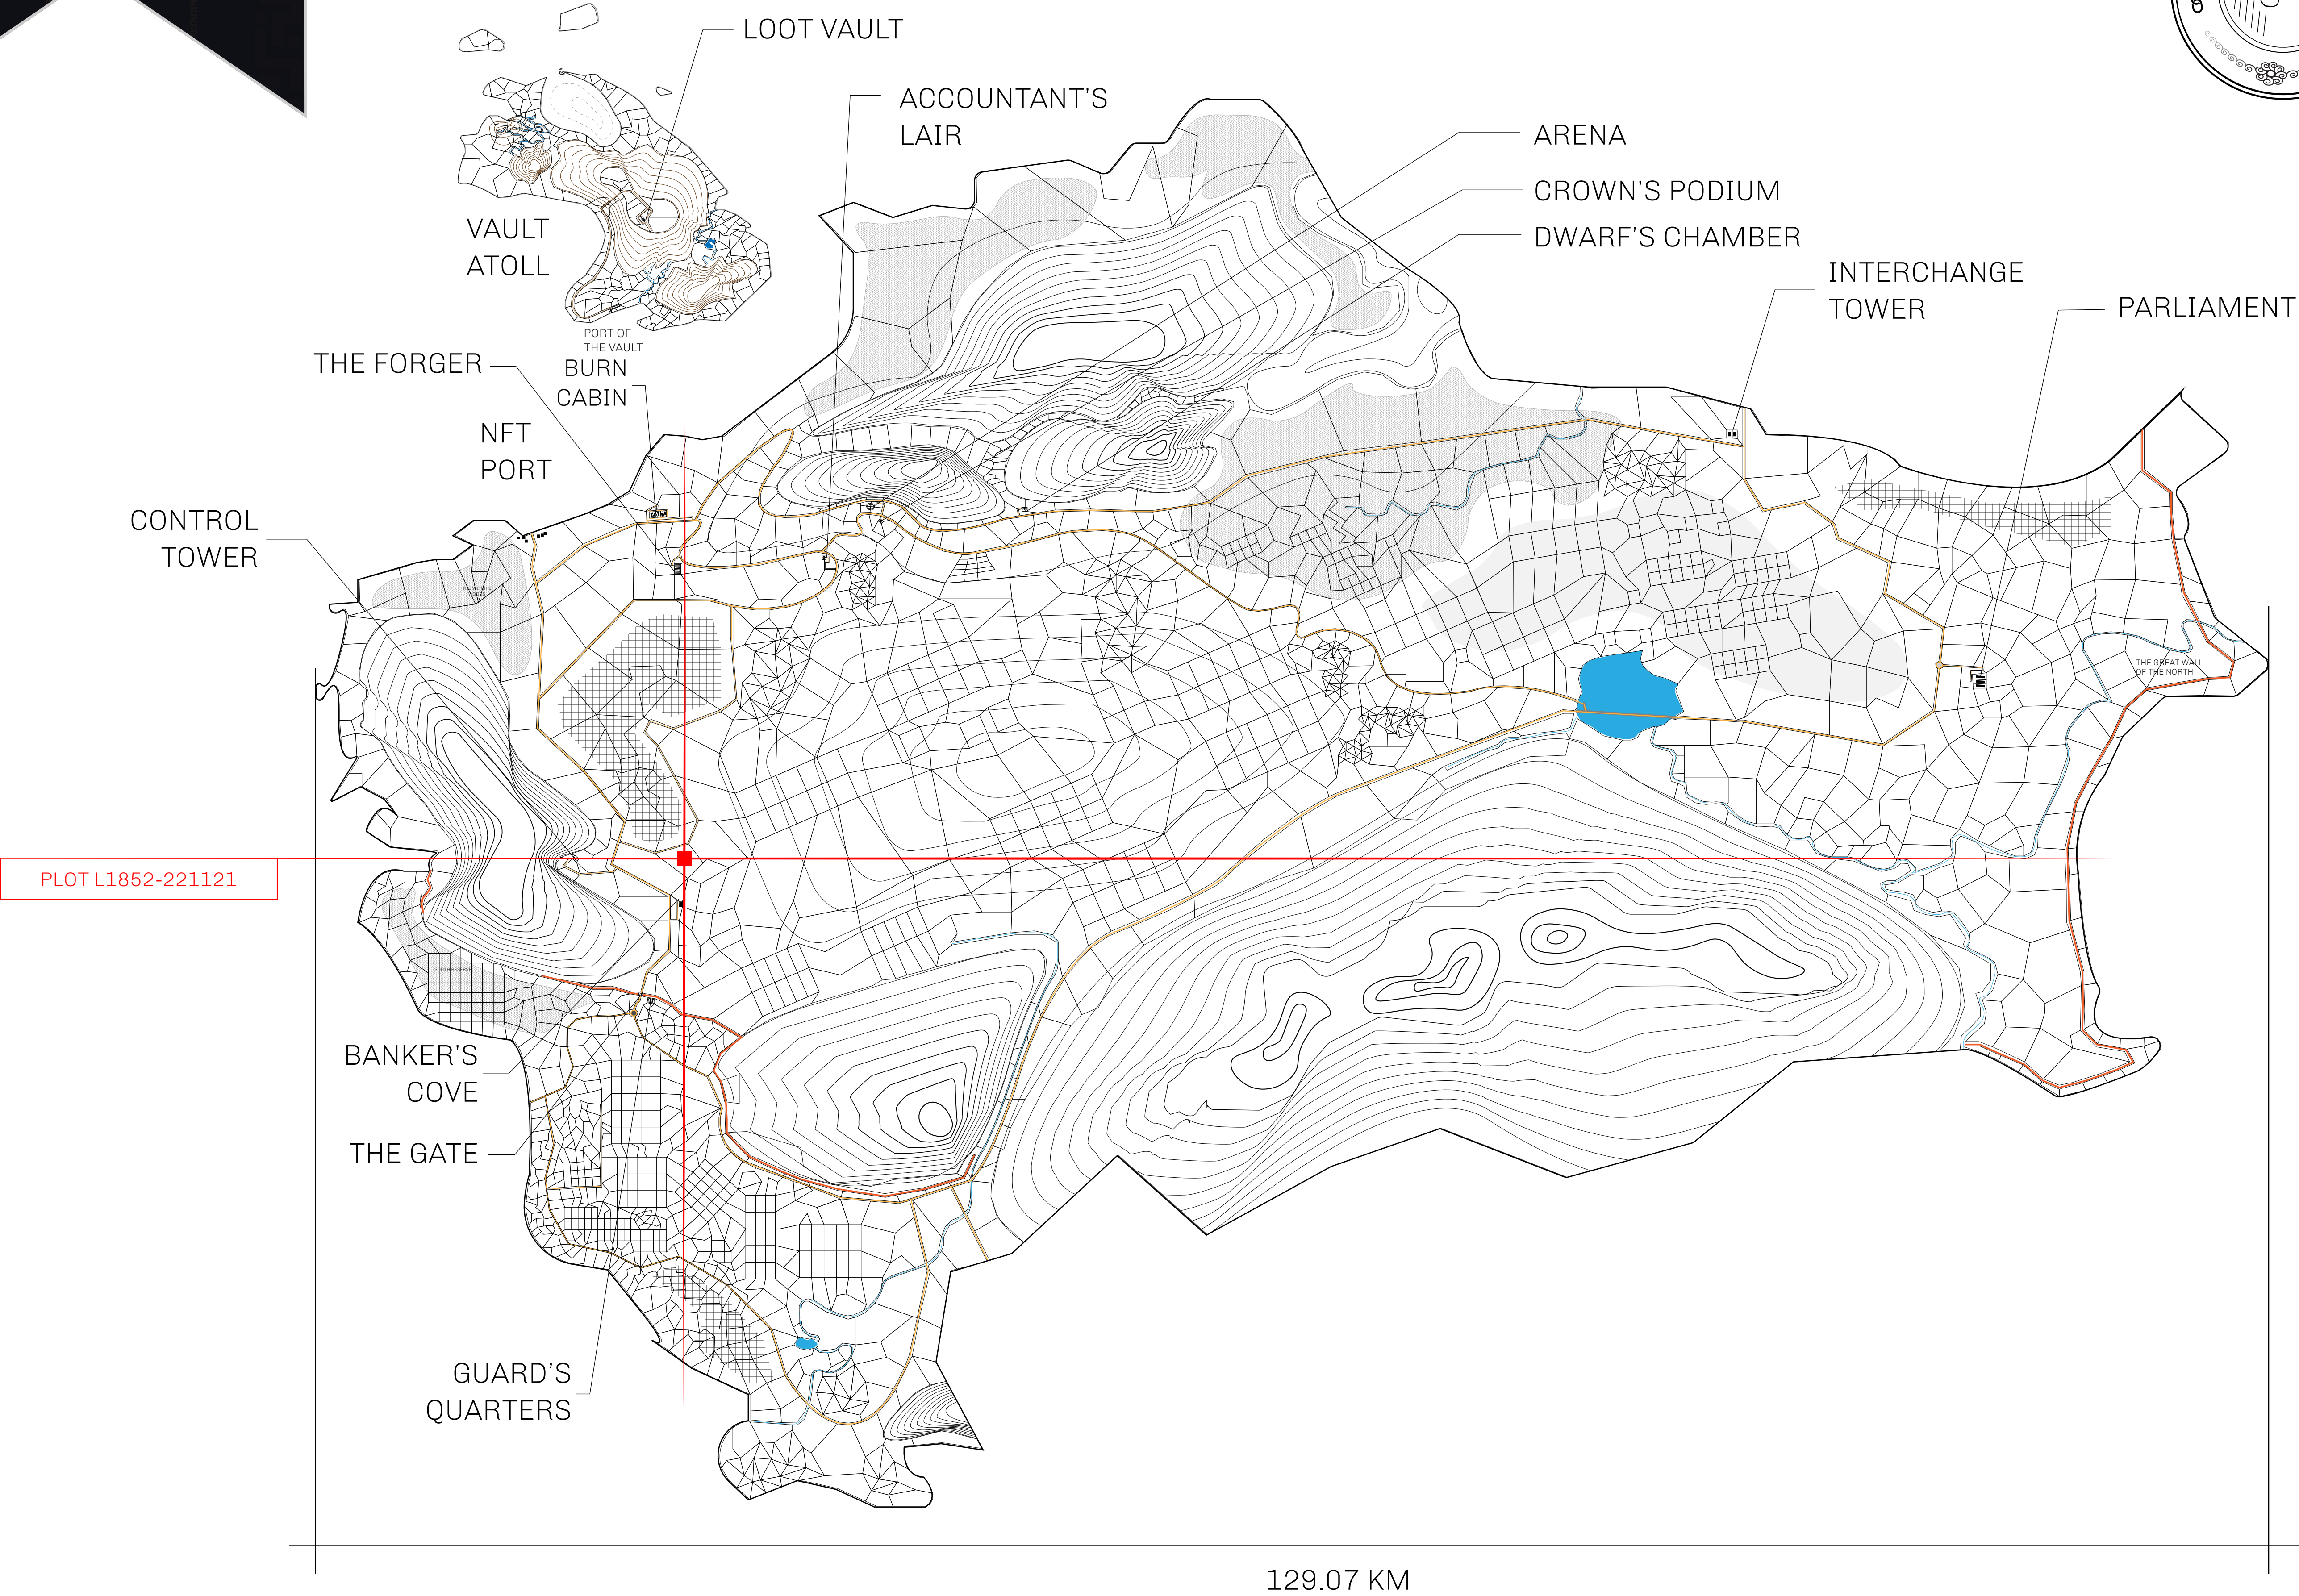 LOOT VAULT
ACCOUNTANT'S
LAIR
ARENA
CROWN'S PODIUM
DWARF'S CHAMBER
INTERCHANGE
TOWER
PARLIAMENT
VAULT
ATOLL
PORT OF
THE VAULT
THE FORGER
BURN
CABIN
NFT
PORT
CONTROL
TOWER
THE GREAT WALL
OF THE NORTH
PLOT L1852-221121
SOUTH RESERVE
BANKER'S
COVE
THE GATE
GUARD'S
QUARTERS
129.07 KM